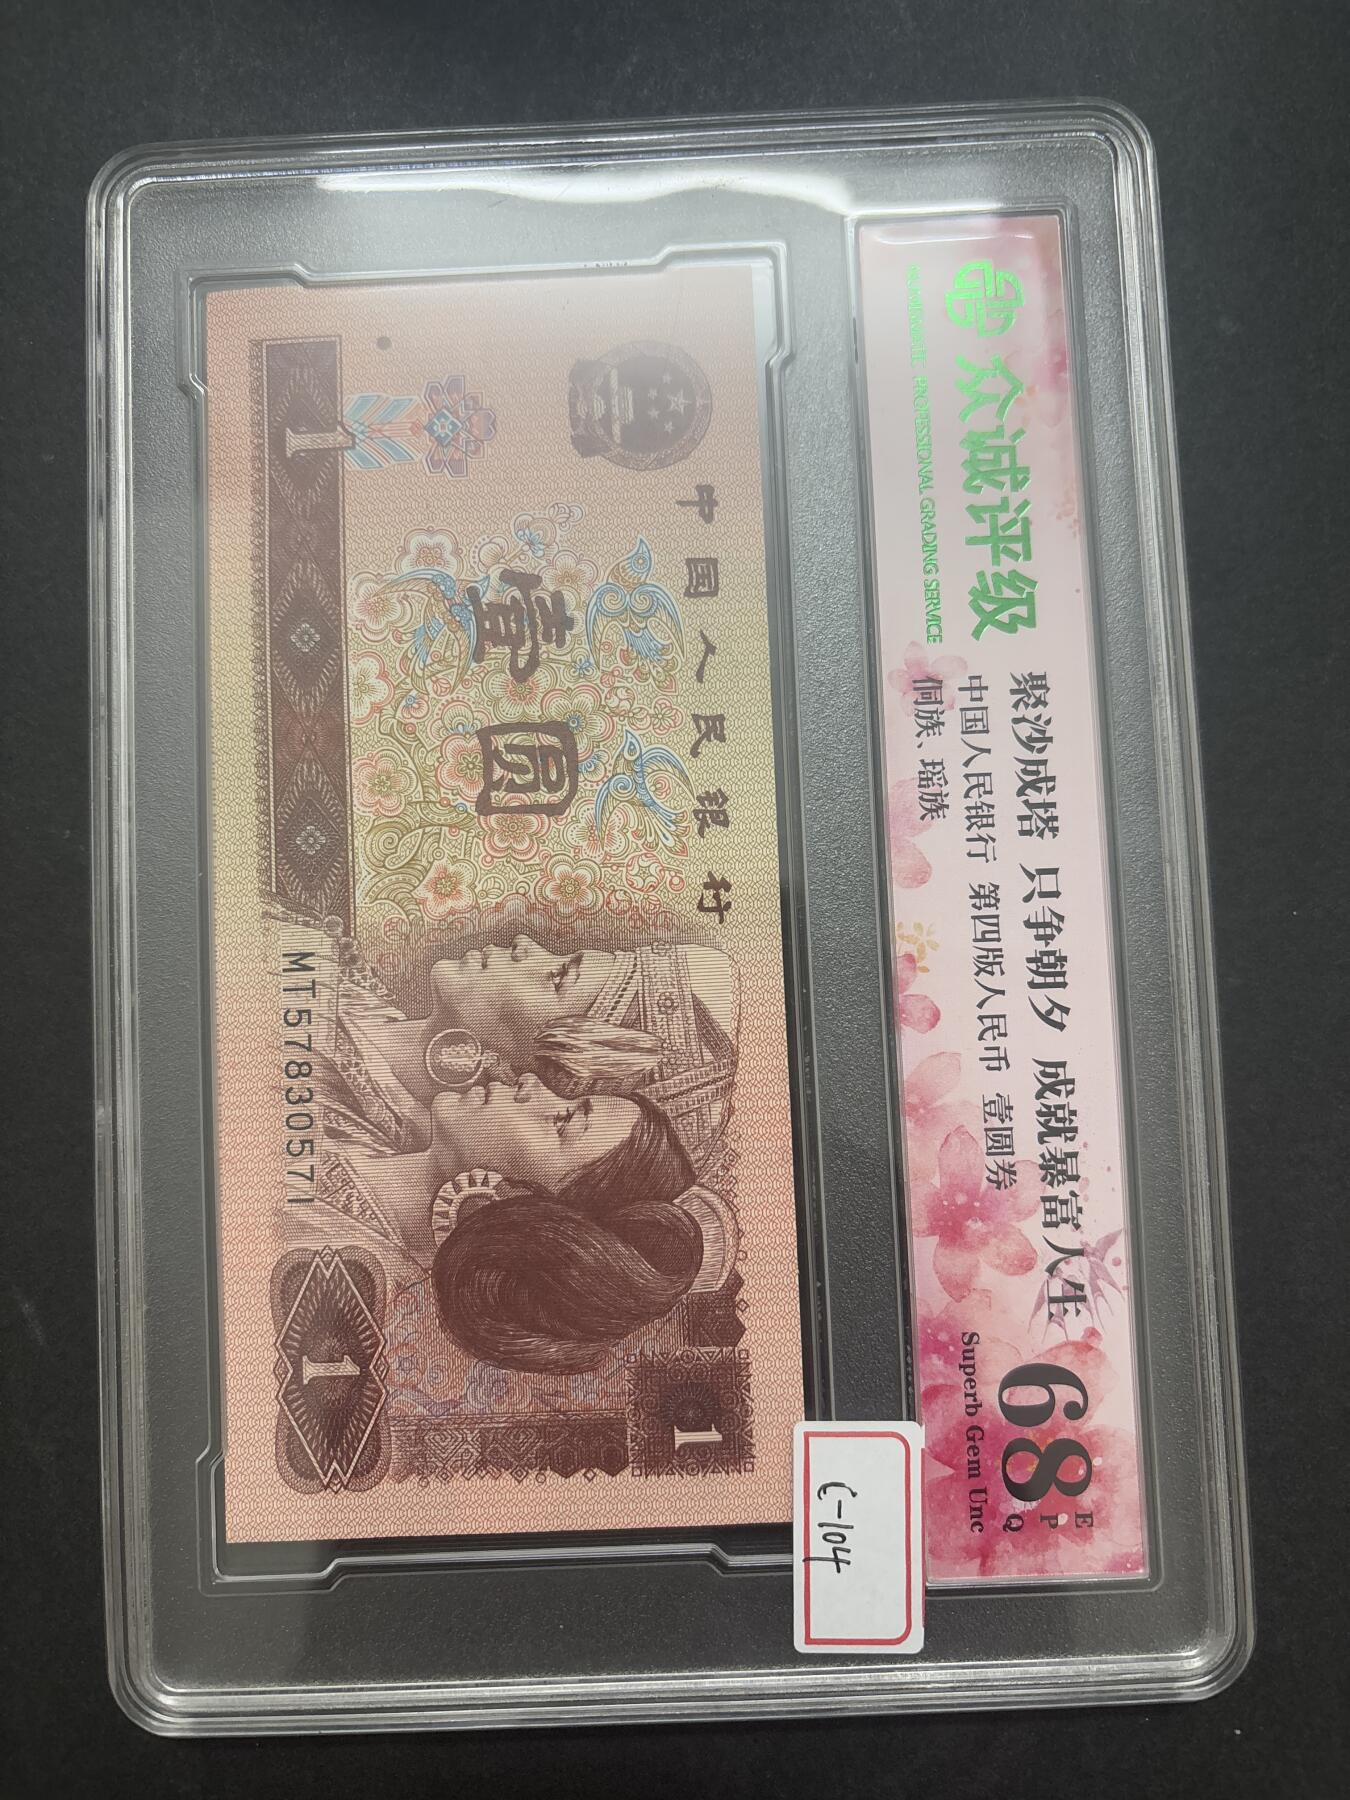 众诚评级
NUMISMATIC PROFESSIONAL GRADING SERVICE
聚沙成塔 只争朝夕 成就暴富人生
中国人民银行 第四版人民币 壹圆券
侗族、瑶族
68
E
P
Q
Superb Gem Unc
中国人民银行
壹圆
1
MT57830571
1
1
C-104